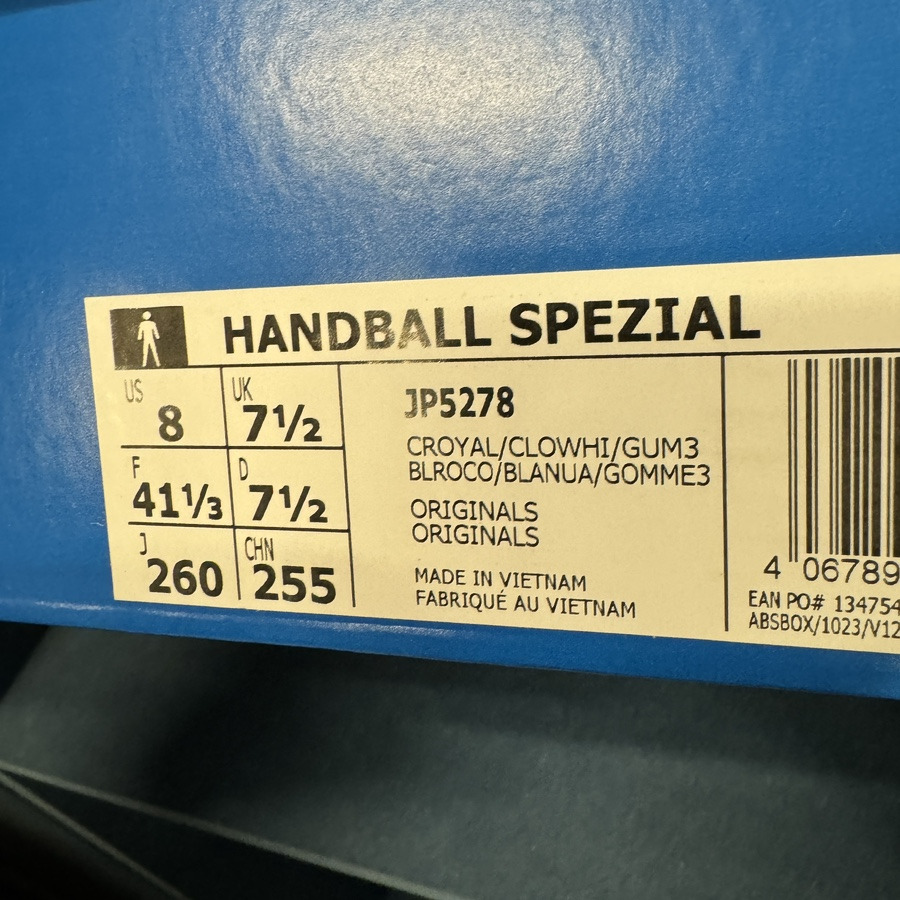 HANDBALL SPEZIAL
US 8 UK 7½
F 41⅓ D 7½
J 260 CHN 255
JP5278
CROYAL/CLOWHI/GUM3
BLROCO/BLANUA/GOMME3
ORIGINALS
ORIGINALS
MADE IN VIETNAM
FABRIQUÉ AU VIETNAM
4 06789
EAN PO# 134754
ABSBOX/1023/V12